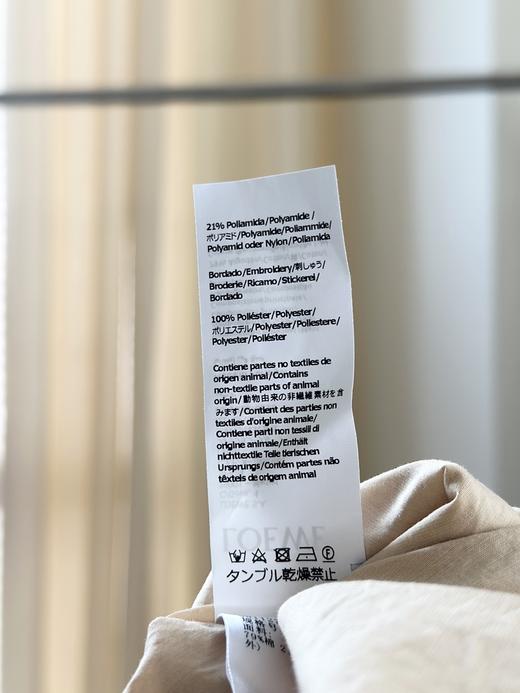 21% Poliamida/Polyamide/
ポリアミド/Polyamide/Poliammide/
Polyamid oder Nylon/Poliamida
Bordado/Embroidery/刺しゅう/
Broderie/Ricamo/Stickerei/
Bordado
100% Poliéster/Polyester/
ポリエステル/Polyester/Poliestere/
Polyester/Poliéster
Contiene partes no textiles de
origen animal/Contains
non-textile parts of animal
origin/動物由来の非繊維素材を含
みます/Contient des parties non
textiles d'origine animale/
Contiene parti non tessili di
origine animale/Enthält
nichttextile Teile tierischen
Ursprungs/Contém partes não
têxteis de origem animal
LOEWE
タンブル乾燥禁止
79%棉